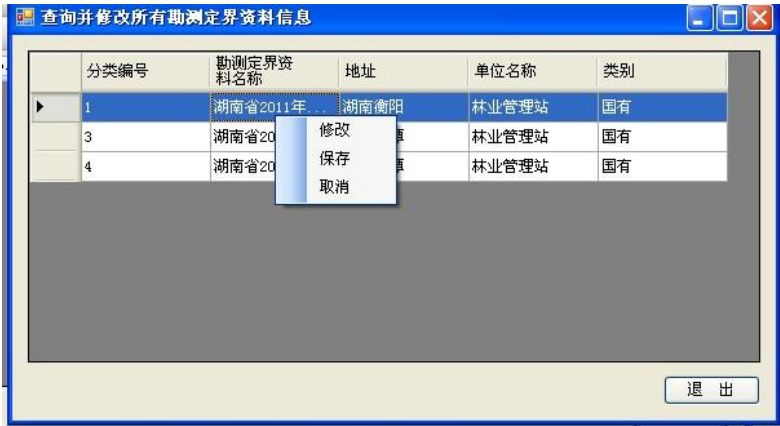 查询并修改所有勘测定界资料信息
分类编号 勘测定界资料名称 地址 单位名称 类别
1 湖南省2011年... 湖南衡阳 林业管理站 国有
3 湖南省20 林业管理站 国有
4 湖南省20 林业管理站 国有
修改
保存
取消
退 出